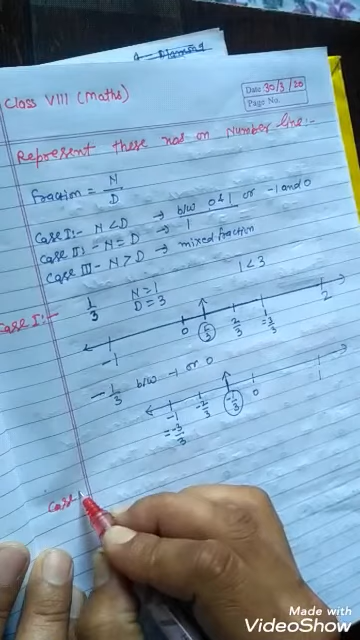 Class VIII (Maths)
Date 30/3/20
Page No.
Represent these nos on Number line:-
fraction = N/D
Case I:- N < D → b/w 0 & 1 or -1 and 0
Case II - N = D → 1
Case III - N > D → mixed fraction
Case I:- 1/3 N = 1 D = 3 1 < 3
-1 0 1/3 2/3 1 = 3/3 2
- 1/3 b/w -1 or 0
-1 = -3/3 -2/3 -1/3 0 1
Case
Made with
VideoShow